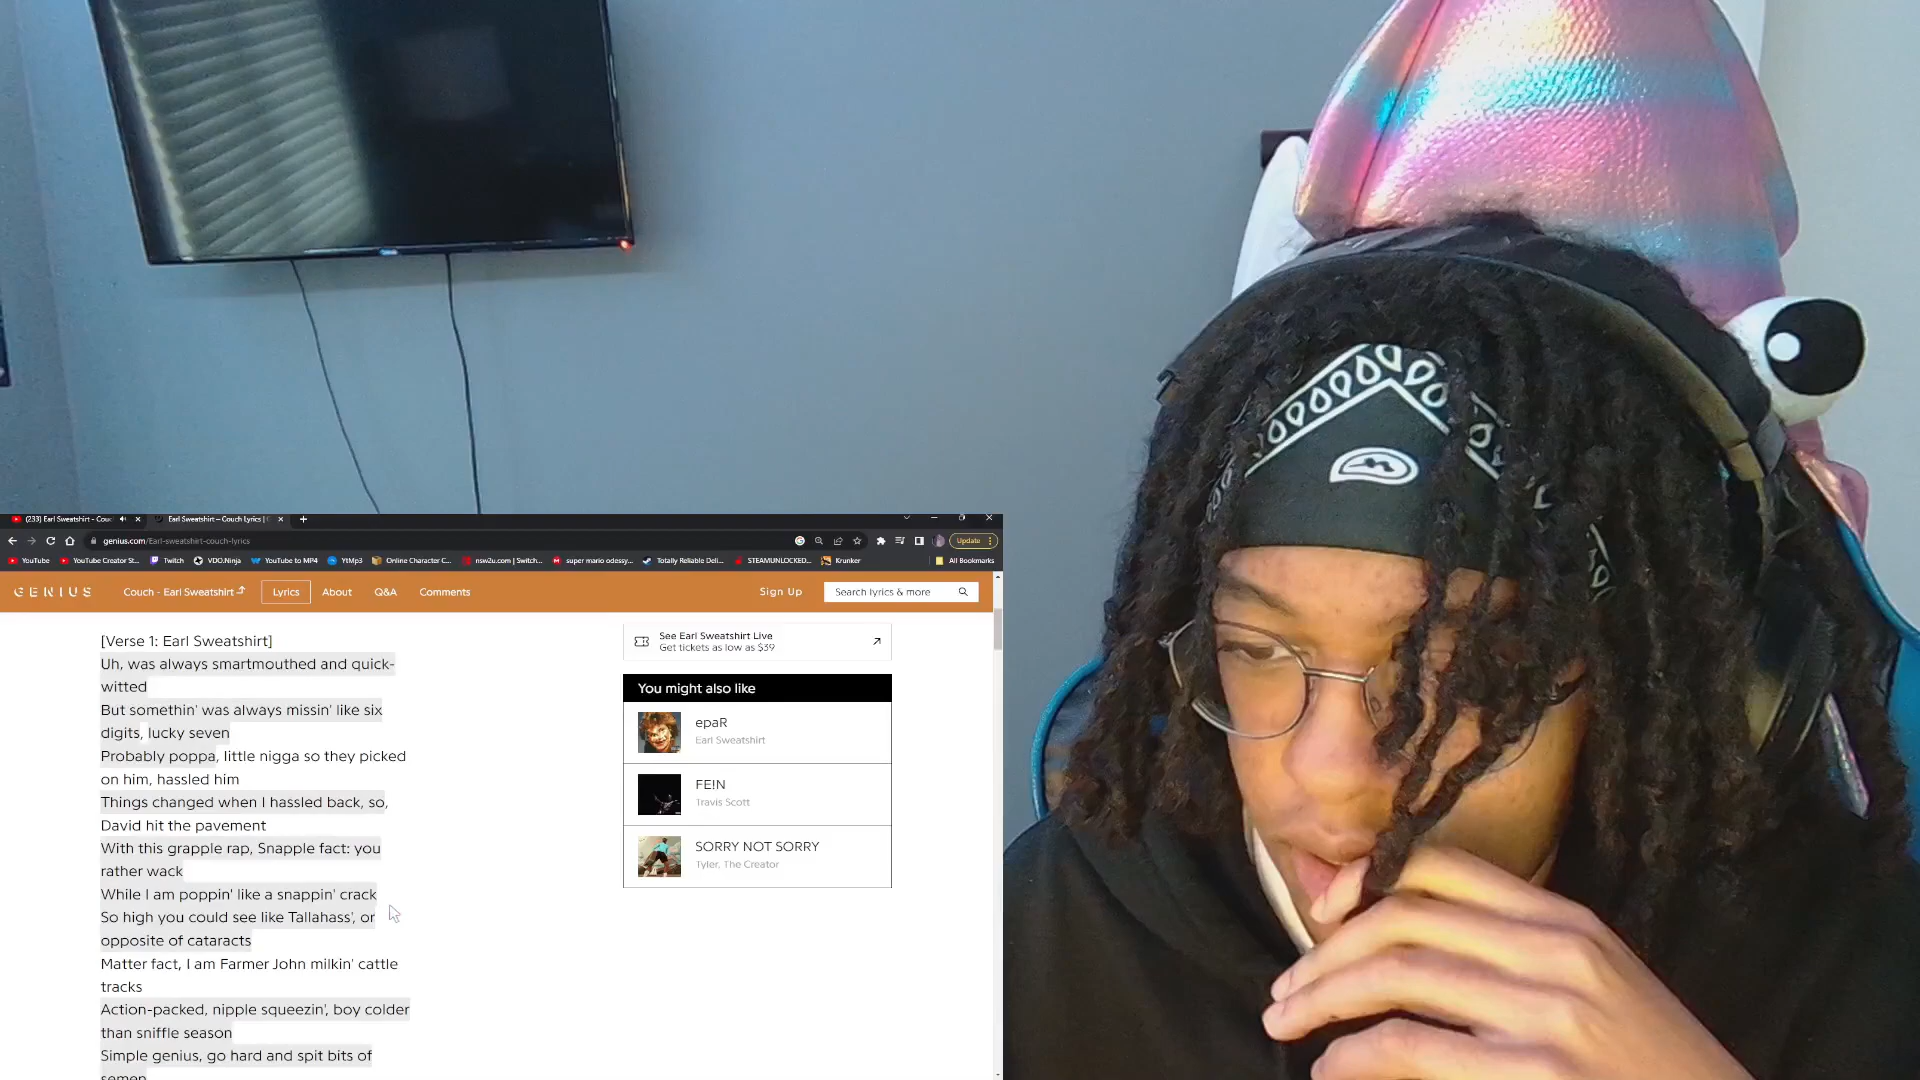 (233) Earl Sweatshirt - Couc
Earl Sweatshirt – Couch Lyrics |
genius.com/Earl-sweatshirt-couch-lyrics
Update
YouTube
YouTube Creator St...
Twitch
VDO.Ninja
YouTube to MP4
YtMp3
Online Character C...
nsw2u.com | Switch...
super mario odessy...
Totally Reliable Deli...
STEAMUNLOCKED...
Krunker
All Bookmarks
GENIUS
Couch - Earl Sweatshirt
Lyrics
About
Q&A
Comments
Sign Up
Search lyrics & more
[Verse 1: Earl Sweatshirt]
Uh, was always smartmouthed and quick-
witted
But somethin' was always missin' like six
digits, lucky seven
Probably poppa, little nigga so they picked
on him, hassled him
Things changed when I hassled back, so,
David hit the pavement
With this grapple rap, Snapple fact: you
rather wack
While I am poppin' like a snappin' crack
So high you could see like Tallahass', or
opposite of cataracts
Matter fact, I am Farmer John milkin' cattle
tracks
Action-packed, nipple squeezin', boy colder
than sniffle season
Simple genius, go hard and spit bits of
semen
See Earl Sweatshirt Live
Get tickets as low as $39
You might also like
epaR
Earl Sweatshirt
FEIN
Travis Scott
SORRY NOT SORRY
Tyler, The Creator